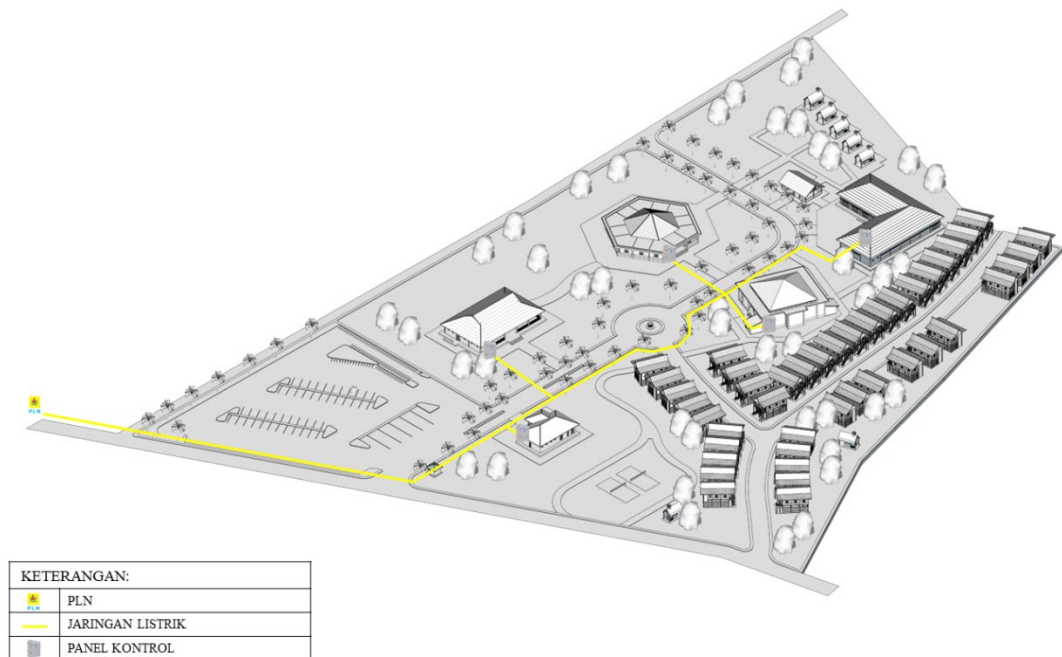 PLN
KETERANGAN:
PLN
PLN
JARINGAN LISTRIK
PANEL KONTROL